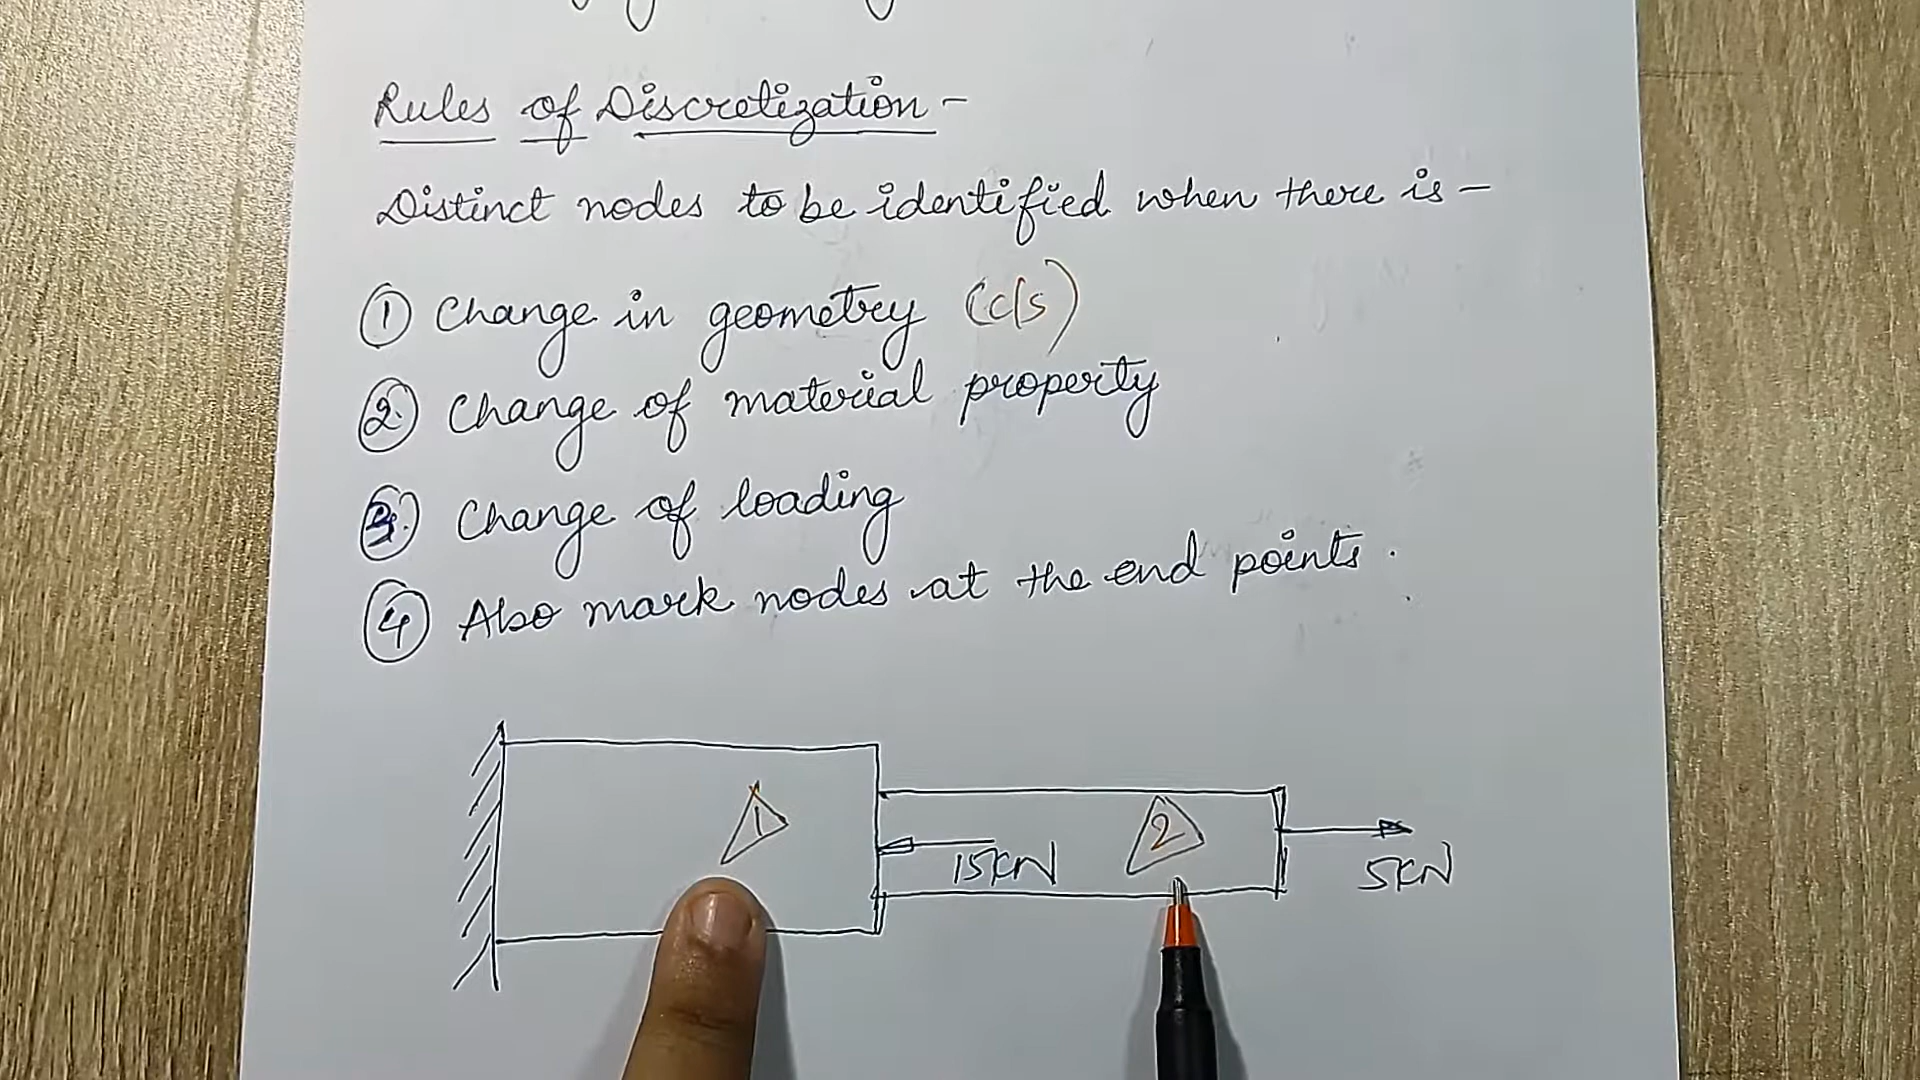 Rules of Discretization -
Distinct nodes to be identified when there is -
① Change in geometry (c/s)
②. Change of material property
③. Change of loading
④ Also mark nodes at the end points.
1
2
15KN
5KN